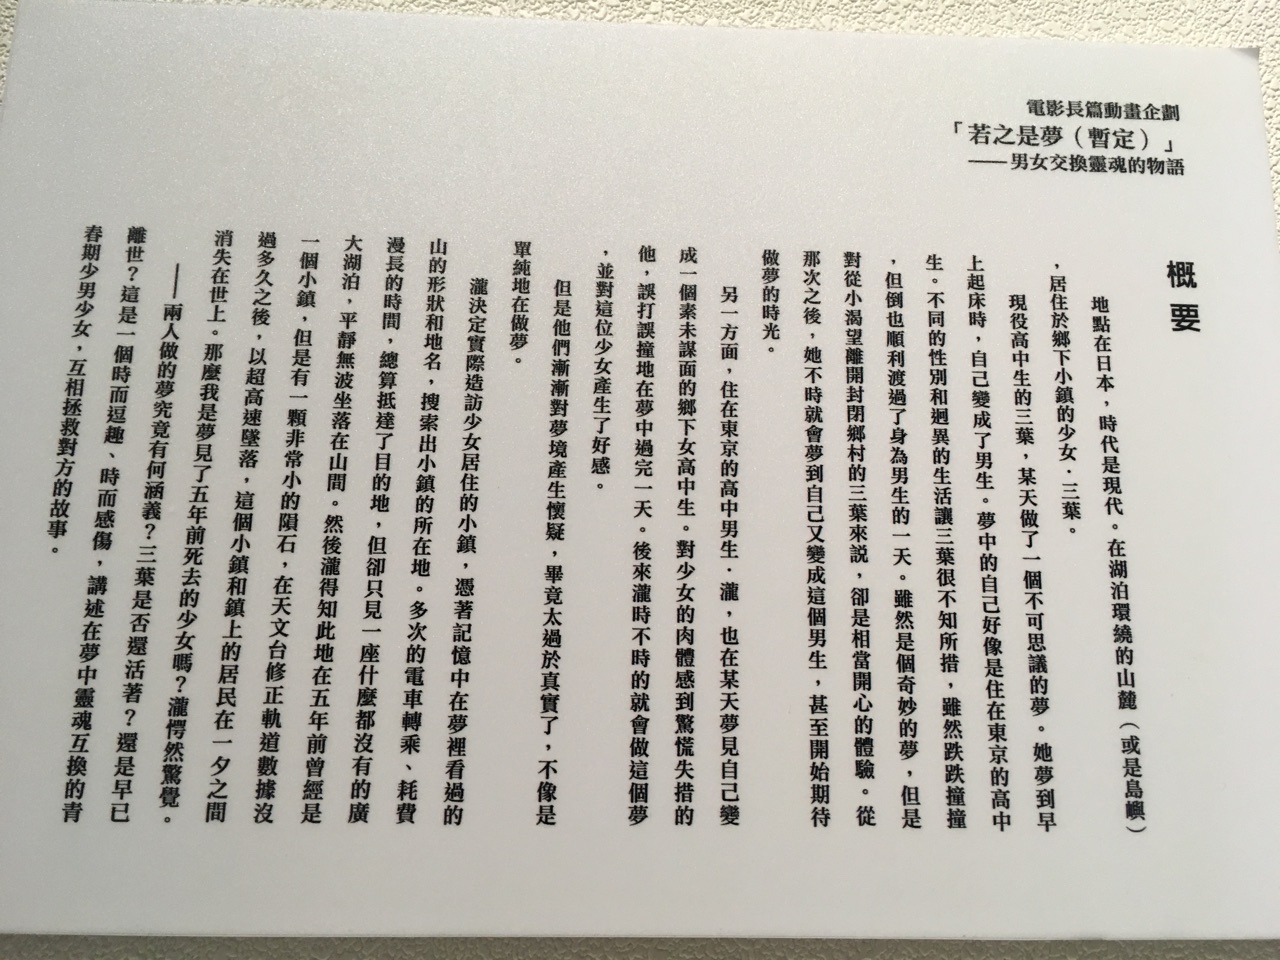 電影長篇動畫企劃
「若之是夢（暫定）」
——男女交換靈魂的物語
概要
地點在日本，時代是現代。在湖泊環繞的山麓（或是島嶼）
，居住於鄉下小鎮的少女．三葉。
現役高中生的三葉，某天做了一個不可思議的夢。她夢到早
上起床時，自己變成了男生。夢中的自己好像是住在東京的高中
生。不同的性別和迥異的生活讓三葉很不知所措，雖然跌跌撞撞
，但倒也順利渡過了身為男生的一天。雖然是個奇妙的夢，但是
對從小渴望離開封閉鄉村的三葉來說，卻是相當開心的體驗。從
那次之後，她不時就會夢到自己又變成這個男生，甚至開始期待
做夢的時光。
另一方面，住在東京的高中男生．瀧，也在某天夢見自己變
成一個素未謀面的鄉下女高中生。對少女的肉體感到驚慌失措的
他，誤打誤撞地在夢中過完一天。後來瀧時不時的就會做這個夢
，並對這位少女產生了好感。
但是他們漸漸對夢境產生懷疑，畢竟太過於真實了，不像是
單純地在做夢。
瀧決定實際造訪少女居住的小鎮，憑著記憶中在夢裡看過的
山的形狀和地名，搜索出小鎮的所在地。多次的電車轉乘、耗費
漫長的時間，總算抵達了目的地，但卻只見一座什麼都沒有的廣
大湖泊，平靜無波坐落在山間。然後瀧得知此地在五年前曾經是
一個小鎮，但是有一顆非常小的隕石，在天文台修正軌道數據沒
過多久之後，以超高速墜落，這個小鎮和鎮上的居民在一夕之間
消失在世上。那麼我是夢見了五年前死去的少女嗎？瀧愕然驚覺。
——兩人做的夢究竟有何涵義？三葉是否還活著？還是早已
離世？這是一個時而逗趣、時而感傷，講述在夢中靈魂互換的青
春期少男少女，互相拯救對方的故事。